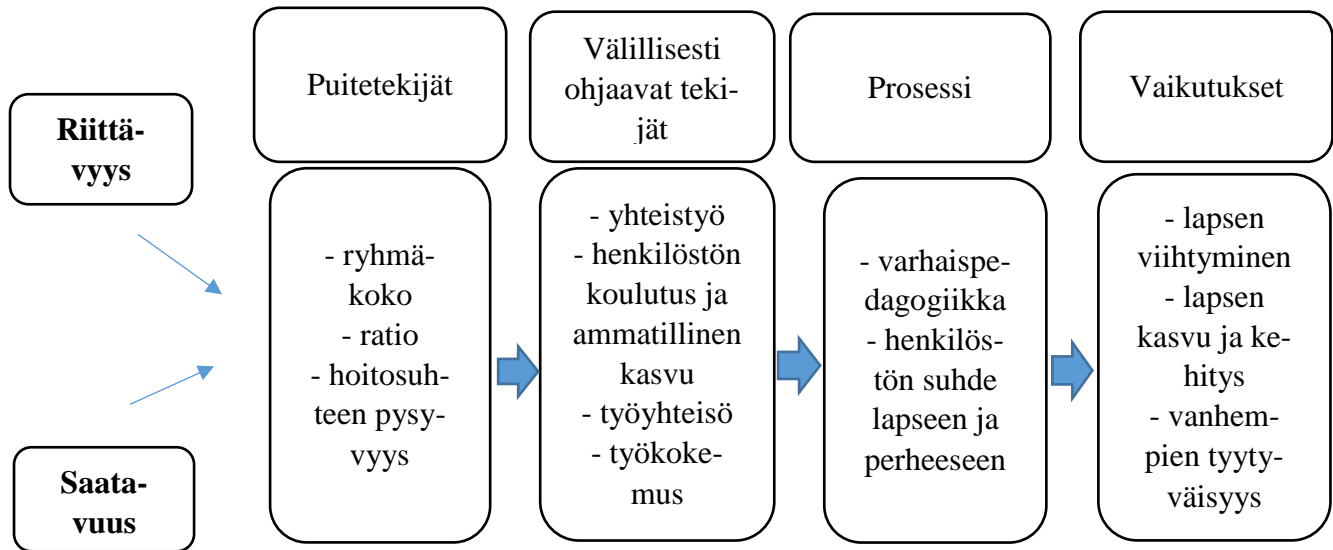 Riittä-
vyys
Saata-
vuus
Puitetekijät
Välillisesti
ohjaavat teki-
jät
Prosessi
Vaikutukset
- ryhmä-
koko
- ratio
- hoitosuh-
teen pysy-
vyys
- yhteistyö
- henkilöstön
koulutus ja
ammatillinen
kasvu
- työyhteisö
- työkoke-
mus
- varhaispe-
dagogiikka
- henkilös-
tön suhde
lapseen ja
perheeseen
- lapsen
viihtyminen
- lapsen
kasvu ja ke-
hitys
- vanhem-
pien tyyty-
väisyys